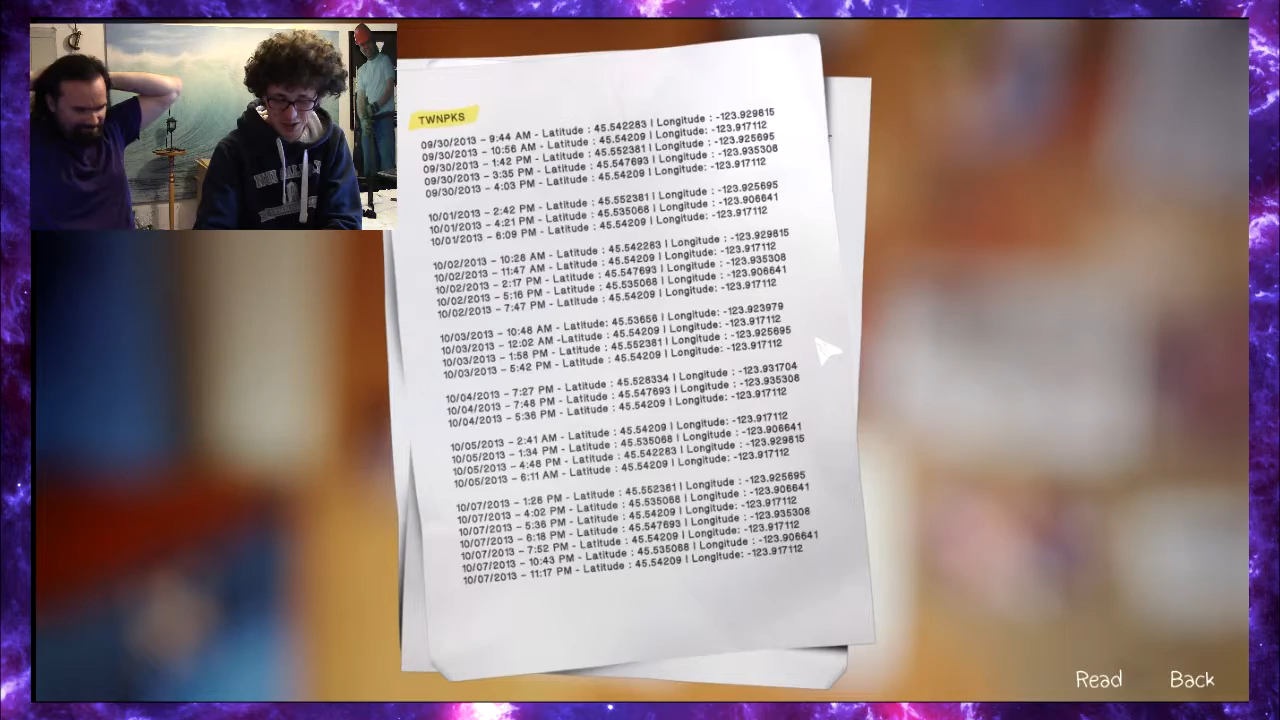 TWNPKS
09/30/2013 – 9:44 AM - Latitude : 45.542283 | Longitude : -123.929815
09/30/2013 – 10:56 AM - Latitude : 45.54209 | Longitude: -123.917112
09/30/2013 – 1:42 PM - Latitude : 45.552381 | Longitude : -123.925695
09/30/2013 – 3:35 PM - Latitude : 45.547693 | Longitude : -123.935308
09/30/2013 – 4:03 PM - Latitude : 45.54209 | Longitude: -123.917112
10/01/2013 – 2:42 PM - Latitude : 45.552381 | Longitude : -123.925695
10/01/2013 – 4:21 PM - Latitude : 45.535068 | Longitude : -123.906641
10/01/2013 – 6:09 PM - Latitude : 45.54209 | Longitude: -123.917112
10/02/2013 – 10:28 AM - Latitude : 45.542283 | Longitude : -123.929815
10/02/2013 – 11:47 AM - Latitude : 45.54209 | Longitude: -123.917112
10/02/2013 – 2:17 PM - Latitude : 45.547693 | Longitude : -123.935308
10/02/2013 – 5:16 PM - Latitude : 45.535068 | Longitude : -123.906641
10/02/2013 – 7:47 PM - Latitude : 45.54209 | Longitude: -123.917112
10/03/2013 – 10:48 AM - Latitude: 45.53656 | Longitude: -123.923979
10/03/2013 – 12:02 AM -Latitude : 45.54209 | Longitude: -123.917112
10/03/2013 – 1:58 PM - Latitude : 45.552381 | Longitude : -123.925695
10/03/2013 – 5:42 PM - Latitude : 45.54209 | Longitude: -123.917112
10/04/2013 – 7:27 PM - Latitude : 45.528334 | Longitude : -123.931704
10/04/2013 – 7:48 PM - Latitude : 45.547693 | Longitude : -123.935308
10/04/2013 – 5:36 PM - Latitude : 45.54209 | Longitude: -123.917112
10/05/2013 – 2:41 AM - Latitude : 45.54209 | Longitude: -123.917112
10/05/2013 – 1:34 PM - Latitude : 45.535068 | Longitude : -123.906641
10/05/2013 – 4:48 PM - Latitude : 45.542283 | Longitude : -123.929815
10/05/2013 – 6:11 AM - Latitude : 45.54209 | Longitude: -123.917112
10/07/2013 – 1:28 PM - Latitude : 45.552381 | Longitude : -123.925695
10/07/2013 – 4:02 PM - Latitude : 45.535068 | Longitude : -123.906641
10/07/2013 – 5:36 PM - Latitude : 45.54209 | Longitude: -123.917112
10/07/2013 – 6:18 PM - Latitude : 45.547693 | Longitude : -123.935308
10/07/2013 – 7:52 PM - Latitude : 45.54209 | Longitude: -123.917112
10/07/2013 – 10:43 PM - Latitude : 45.535068 | Longitude : -123.906641
10/07/2013 – 11:17 PM - Latitude : 45.54209 | Longitude: -123.917112
Read Back